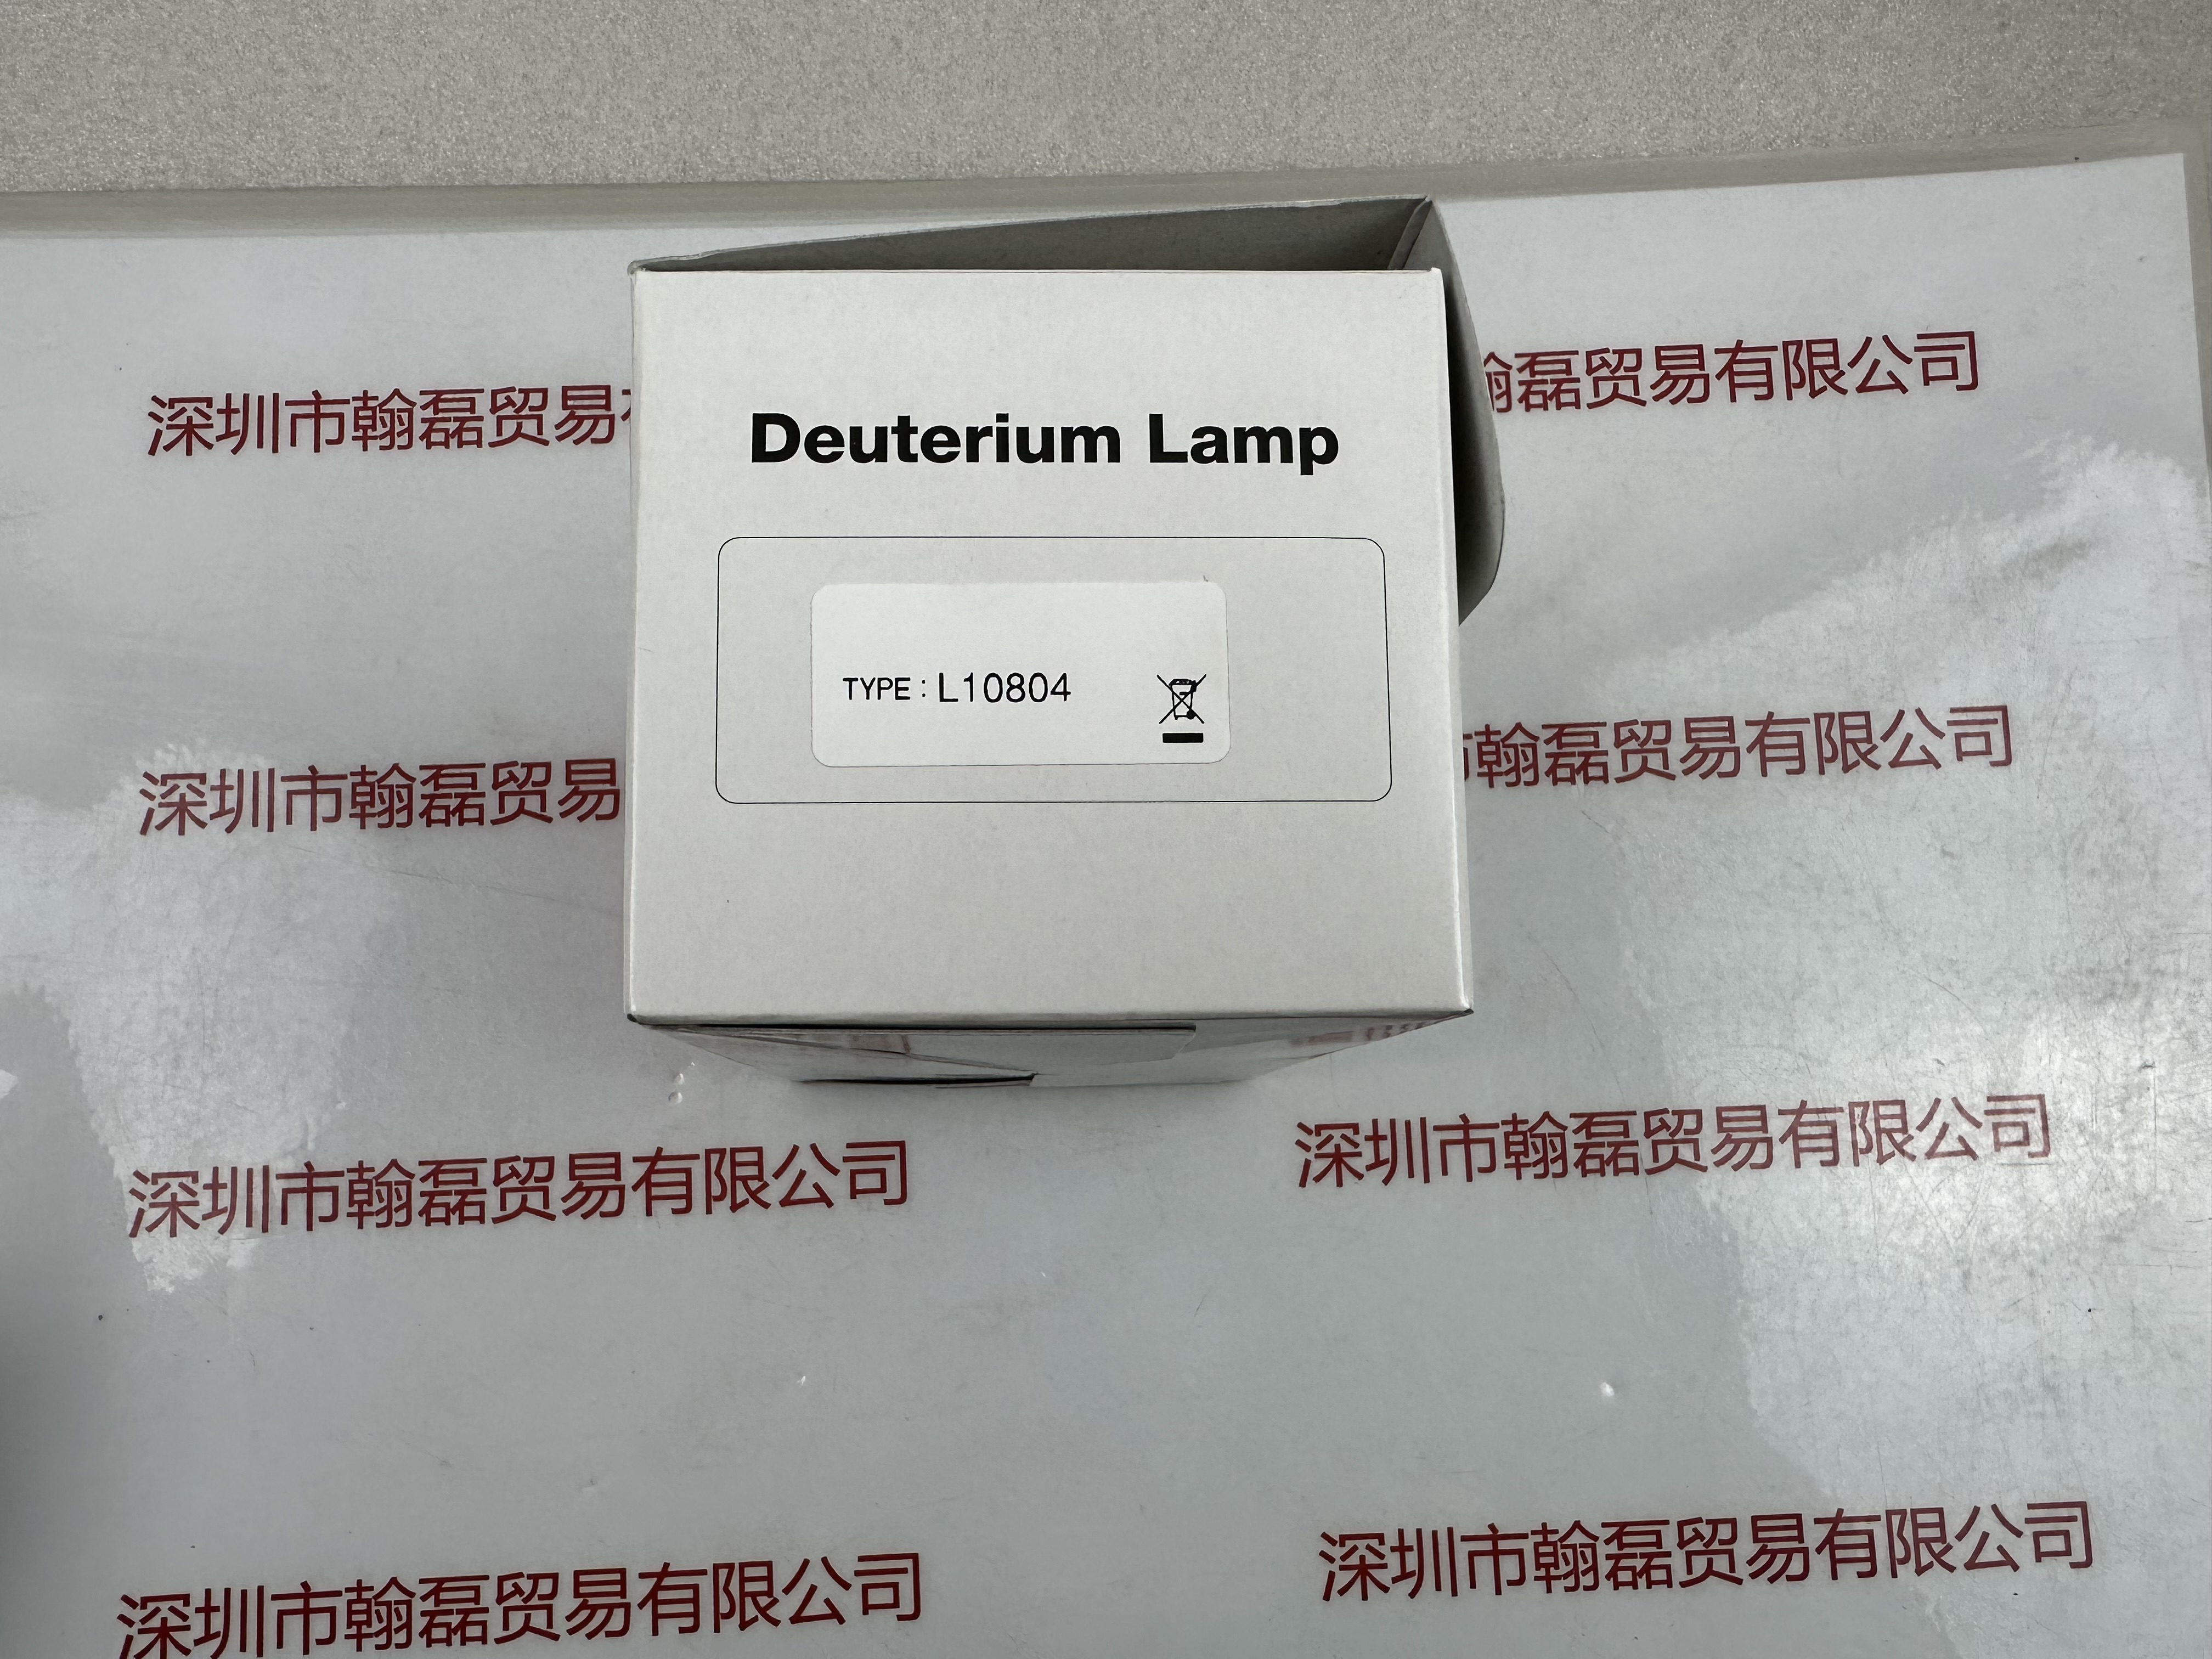 深圳市翰磊贸易
翰磊贸易有限公司
Deuterium Lamp
TYPE : L10804
深圳市翰磊贸易
市翰磊贸易有限公司
深圳市翰磊贸易有限公司
深圳市翰磊贸易有限公司
深圳市翰磊贸易有限公司
深圳市翰磊贸易有限公司